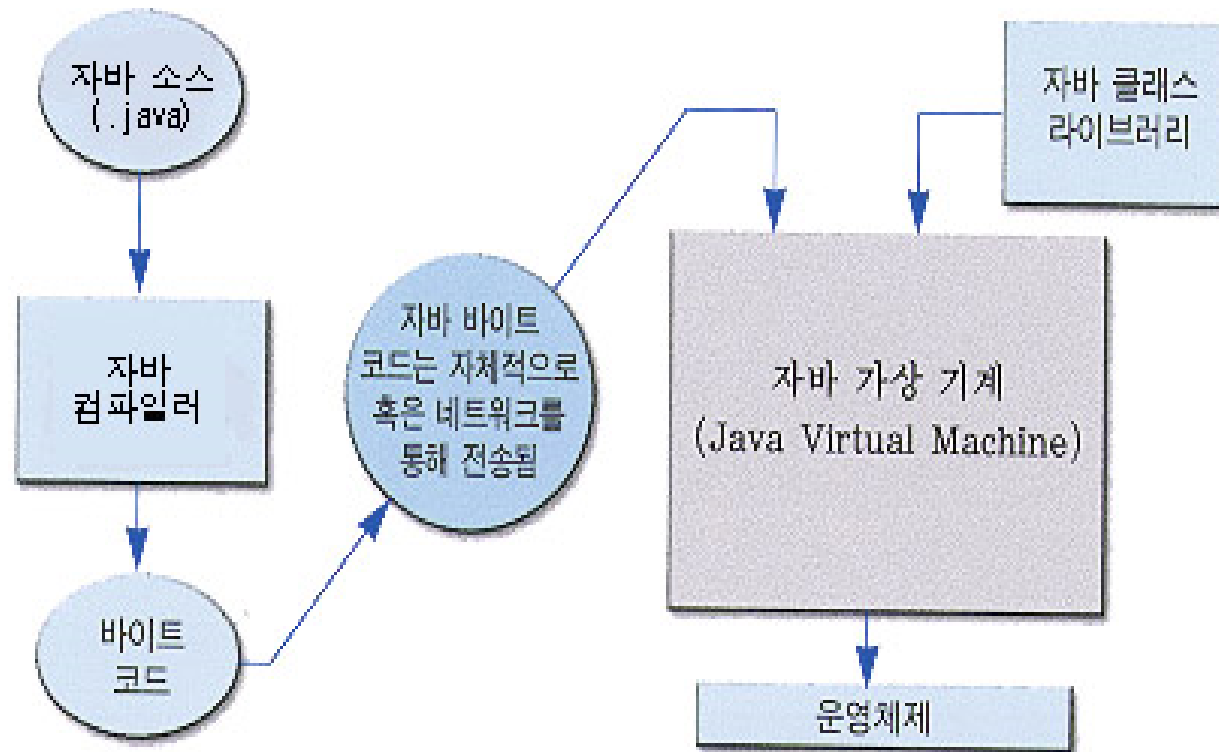 자바 소스
(.java)
자바
컴파일러
바이트
코드
자바 바이트
코드는 자체적으로
혹은 네트워크를
통해 전송됨
자바 클래스
라이브러리
자바 가상 기계
(Java Virtual Machine)
운영체제